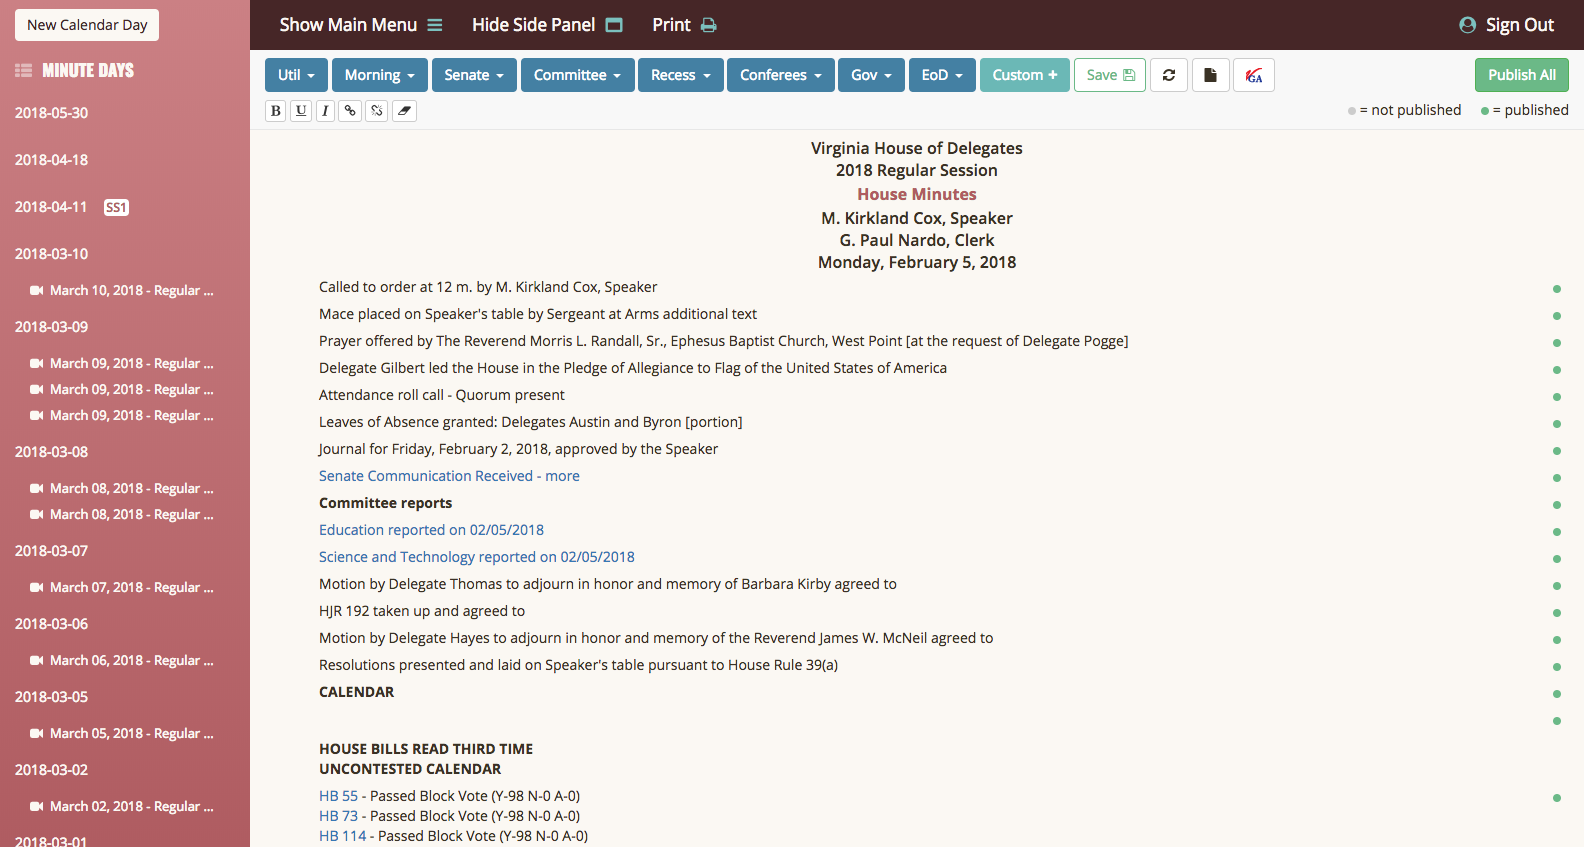 New Calendar Day
MINUTE DAYS
2018-05-30
2018-04-18
2018-04-11 SS1
2018-03-10
March 10, 2018 - Regular ...
2018-03-09
March 09, 2018 - Regular ...
March 09, 2018 - Regular ...
March 09, 2018 - Regular ...
2018-03-08
March 08, 2018 - Regular ...
March 08, 2018 - Regular ...
2018-03-07
March 07, 2018 - Regular ...
2018-03-06
March 06, 2018 - Regular ...
2018-03-05
March 05, 2018 - Regular ...
2018-03-02
March 02, 2018 - Regular ...
2018-03-01
Show Main Menu Hide Side Panel Print Sign Out
Util Morning Senate Committee Recess Conferees Gov EoD Custom + Save GA Publish All
B U I = not published = published
Virginia House of Delegates
2018 Regular Session
House Minutes
M. Kirkland Cox, Speaker
G. Paul Nardo, Clerk
Monday, February 5, 2018
Called to order at 12 m. by M. Kirkland Cox, Speaker
Mace placed on Speaker's table by Sergeant at Arms additional text
Prayer offered by The Reverend Morris L. Randall, Sr., Ephesus Baptist Church, West Point [at the request of Delegate Pogge]
Delegate Gilbert led the House in the Pledge of Allegiance to Flag of the United States of America
Attendance roll call - Quorum present
Leaves of Absence granted: Delegates Austin and Byron [portion]
Journal for Friday, February 2, 2018, approved by the Speaker
Senate Communication Received - more
Committee reports
Education reported on 02/05/2018
Science and Technology reported on 02/05/2018
Motion by Delegate Thomas to adjourn in honor and memory of Barbara Kirby agreed to
HJR 192 taken up and agreed to
Motion by Delegate Hayes to adjourn in honor and memory of the Reverend James W. McNeil agreed to
Resolutions presented and laid on Speaker's table pursuant to House Rule 39(a)
CALENDAR
HOUSE BILLS READ THIRD TIME
UNCONTESTED CALENDAR
HB 55 - Passed Block Vote (Y-98 N-0 A-0)
HB 73 - Passed Block Vote (Y-98 N-0 A-0)
HB 114 - Passed Block Vote (Y-98 N-0 A-0)